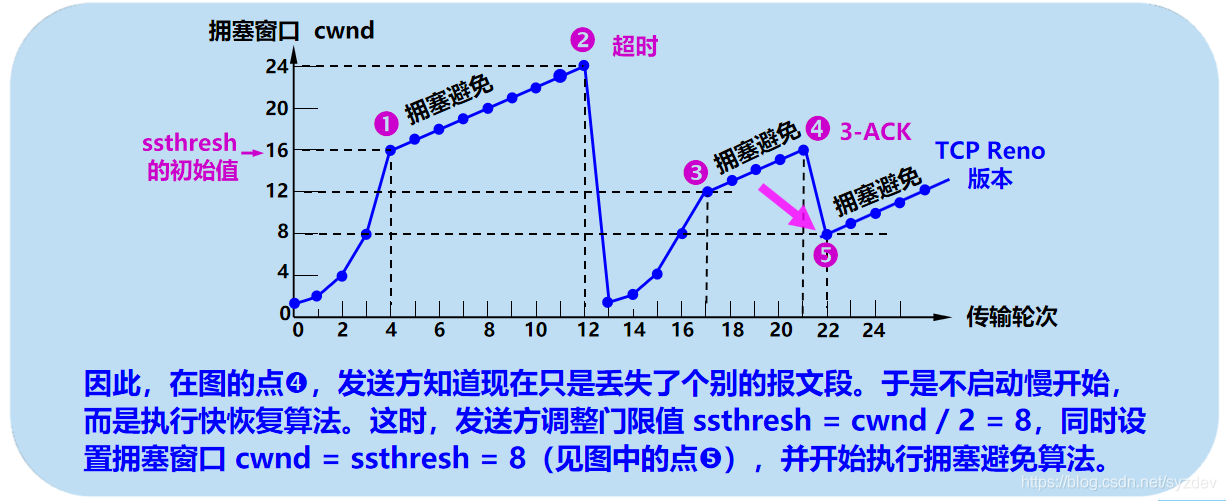 拥塞窗口 cwnd
❷ 超时
24
20
ssthresh
的初始值
16
12
8
4
0
❶ 拥塞避免
❸ 拥塞避免
❹ 3-ACK
TCP Reno
版本
拥塞避免
❺
0 2 4 6 8 10 12 14 16 18 20 22 24
传输轮次
因此，在图的点❹，发送方知道现在只是丢失了个别的报文段。于是不启动慢开始，
而是执行快恢复算法。这时，发送方调整门限值 ssthresh = cwnd / 2 = 8，同时设
置拥塞窗口 cwnd = ssthresh = 8（见图中的点❺），并开始执行拥塞避免算法。
https://blog.csdn.net/syzdev